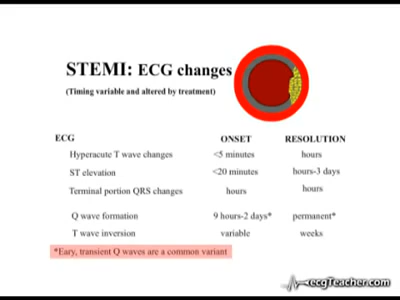 STEMI: ECG changes
(Timing variable and altered by treatment)
ECG ONSET RESOLUTION
Hyperacute T wave changes <5 minutes hours
ST elevation <20 minutes hours-3 days
Terminal portion QRS changes hours hours
Q wave formation 9 hours-2 days* permanent*
T wave inversion variable weeks
*Eary, transient Q waves are a common variant
ecgTeacher.com